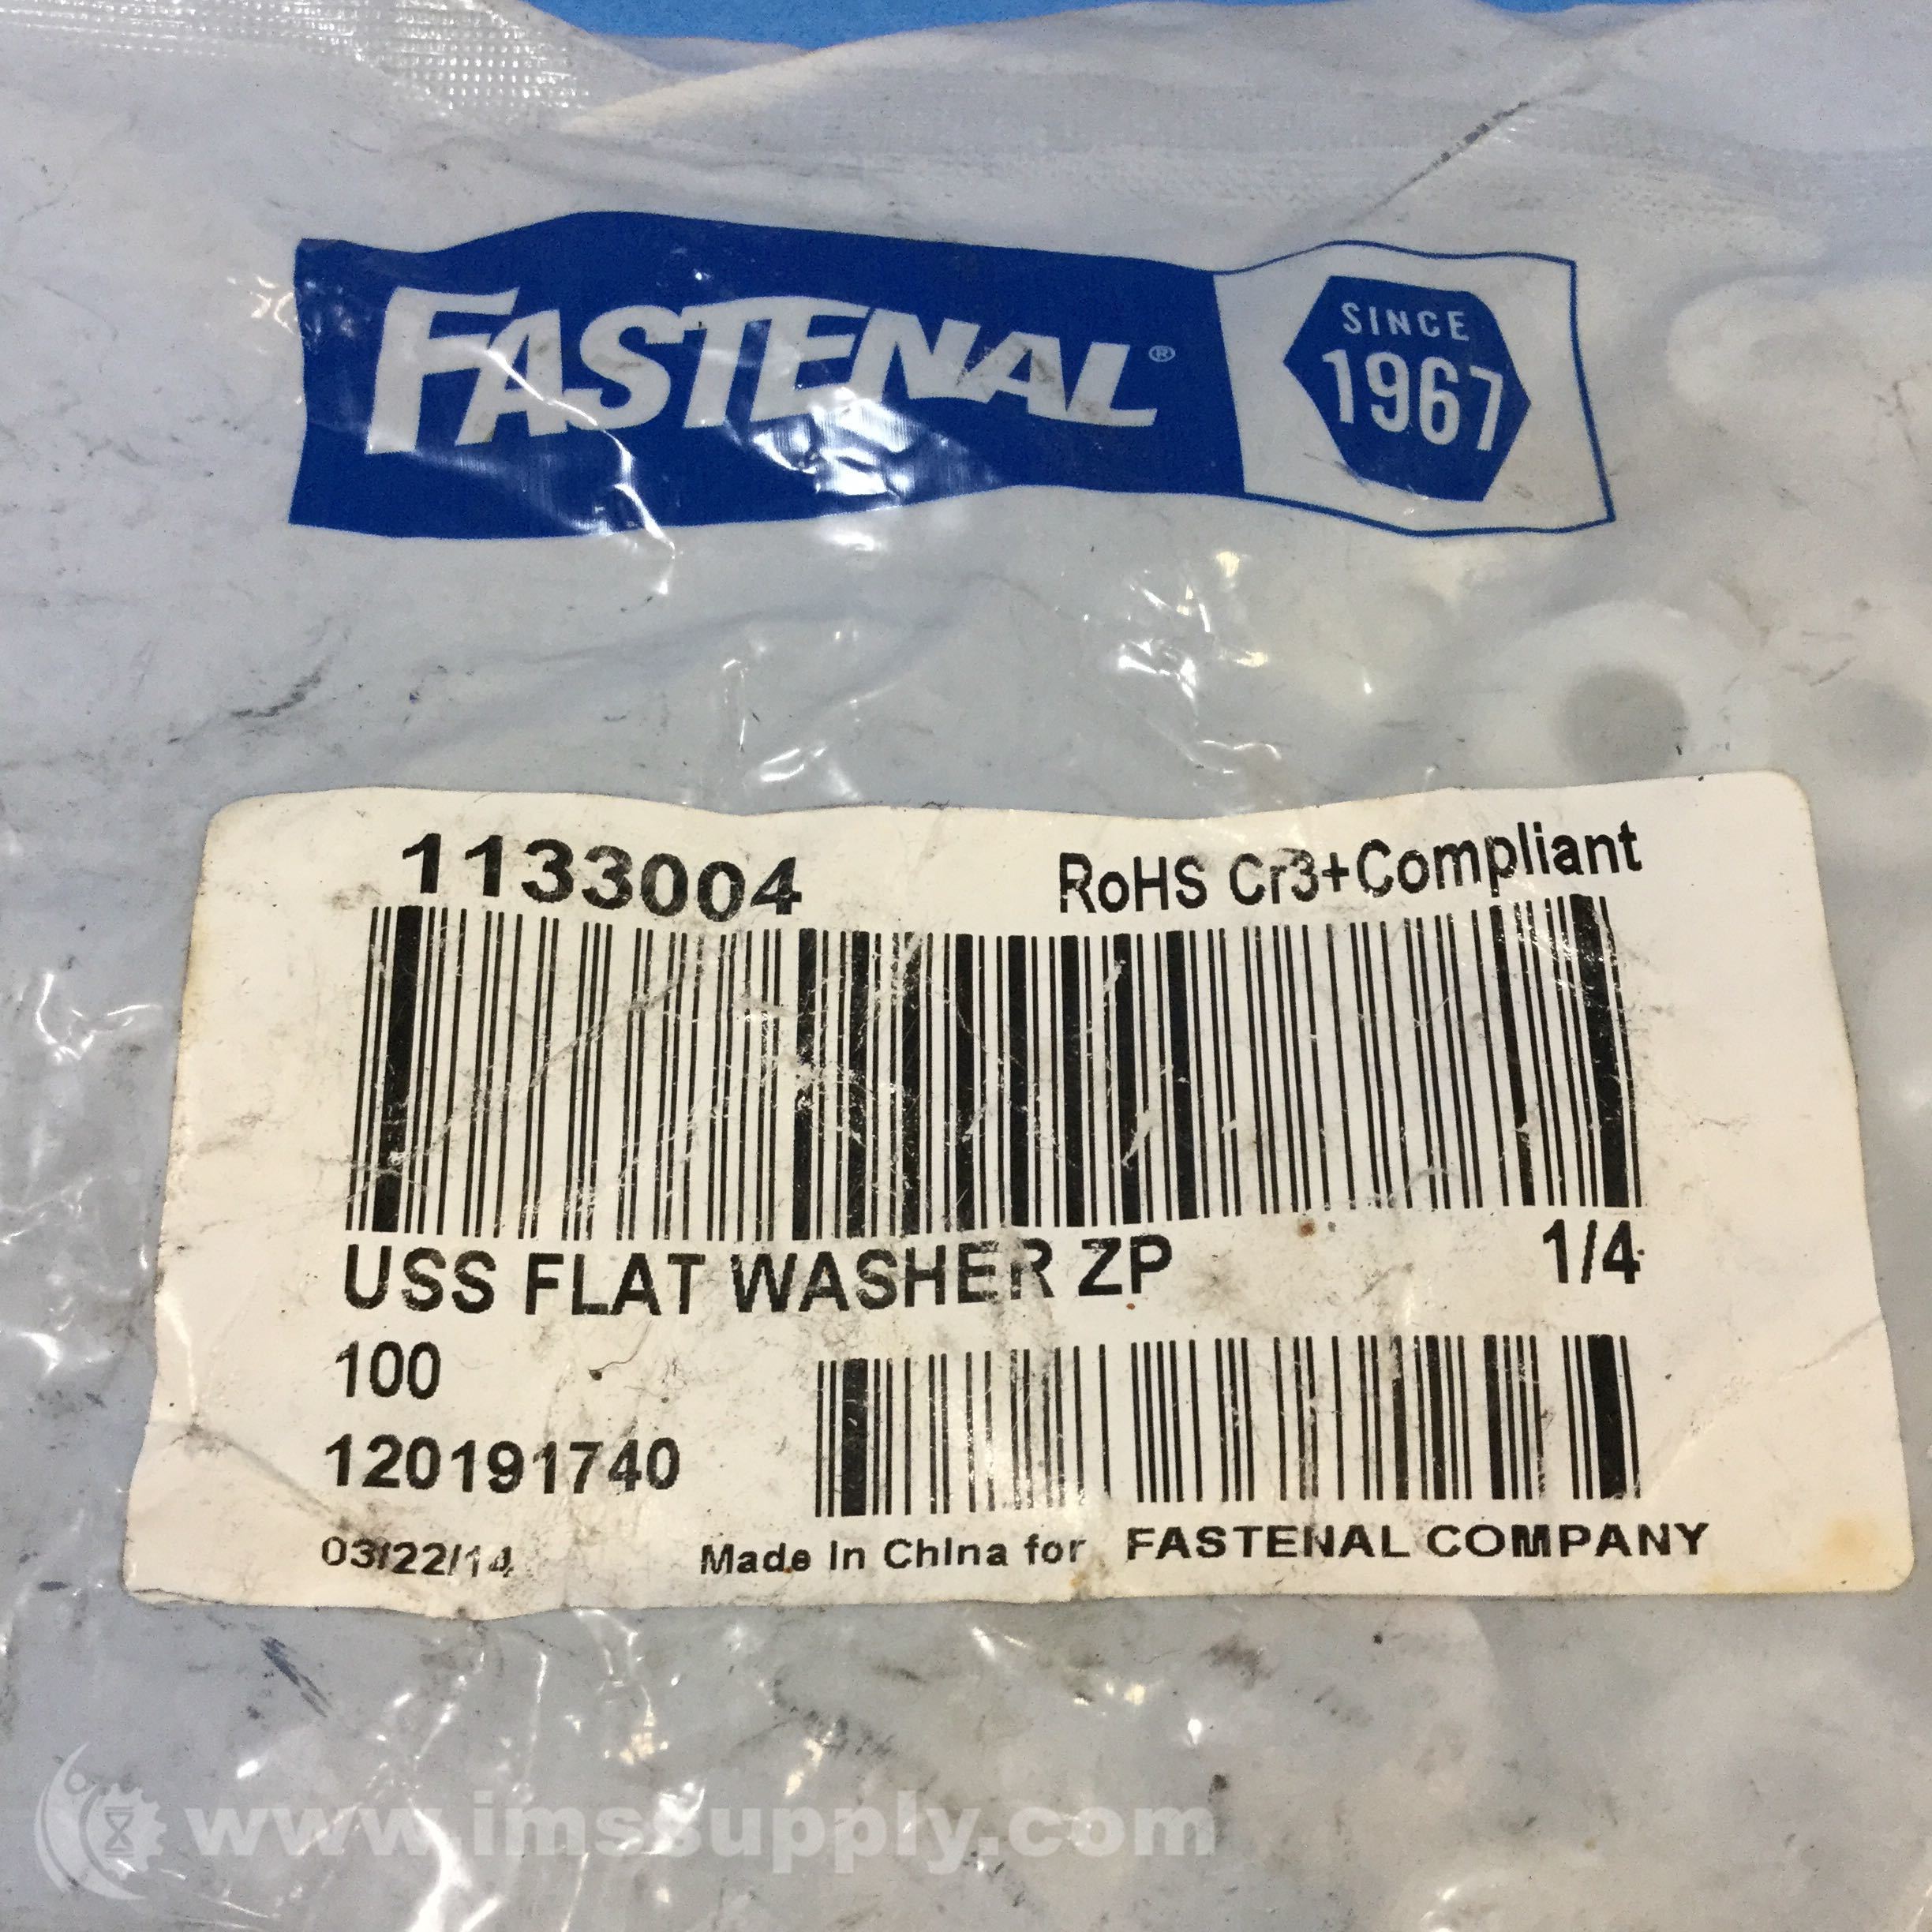 FASTENAL®
SINCE
1967
1133004 RoHS Cr3+Compliant
USS FLAT WASHER ZP 1/4
100
120191740
03/22/14 Made In China for FASTENAL COMPANY
www.imssupply.com